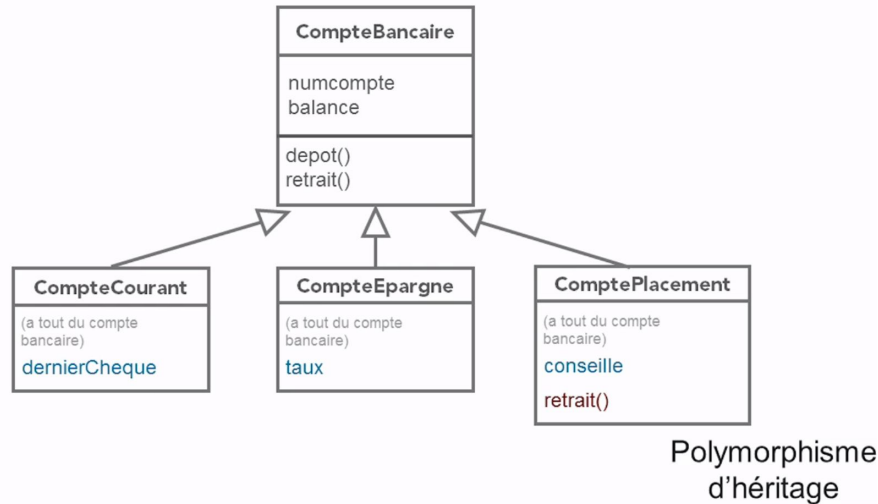 CompteBancaire
numcompte
balance
depot()
retrait()
CompteCourant
(a tout du compte
bancaire)
dernierCheque
CompteEpargne
(a tout du compte
bancaire)
taux
ComptePlacement
(a tout du compte
bancaire)
conseille
retrait()
Polymorphisme
d'héritage